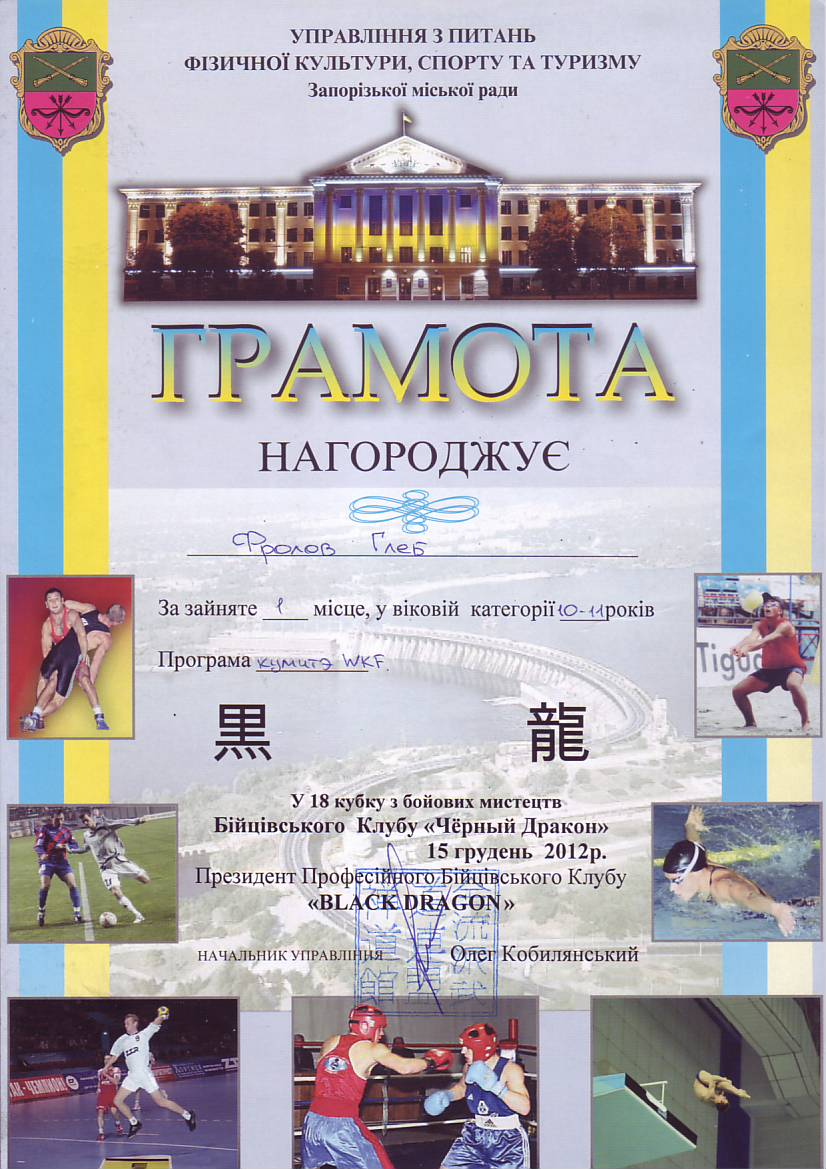 УПРАВЛІННЯ З ПИТАНЬ
ФІЗИЧНОЇ КУЛЬТУРИ, СПОРТУ ТА ТУРИЗМУ
Запорізької міської ради
ГРАМОТА
НАГОРОДЖУЄ
Фролов Глеб
За зайняте 1 місце, у віковій категорії 10-11 років
Програма кумитэ WKF
Tiger
黒 龍
У 18 кубку з бойових мистецтв
Бійцівського Клубу «Чёрный Дракон»
15 грудень 2012р.
Президент Професійного Бійцівського Клубу
«BLACK DRAGON»
НАЧАЛЬНИК УПРАВЛІННЯ Олег Кобилянський